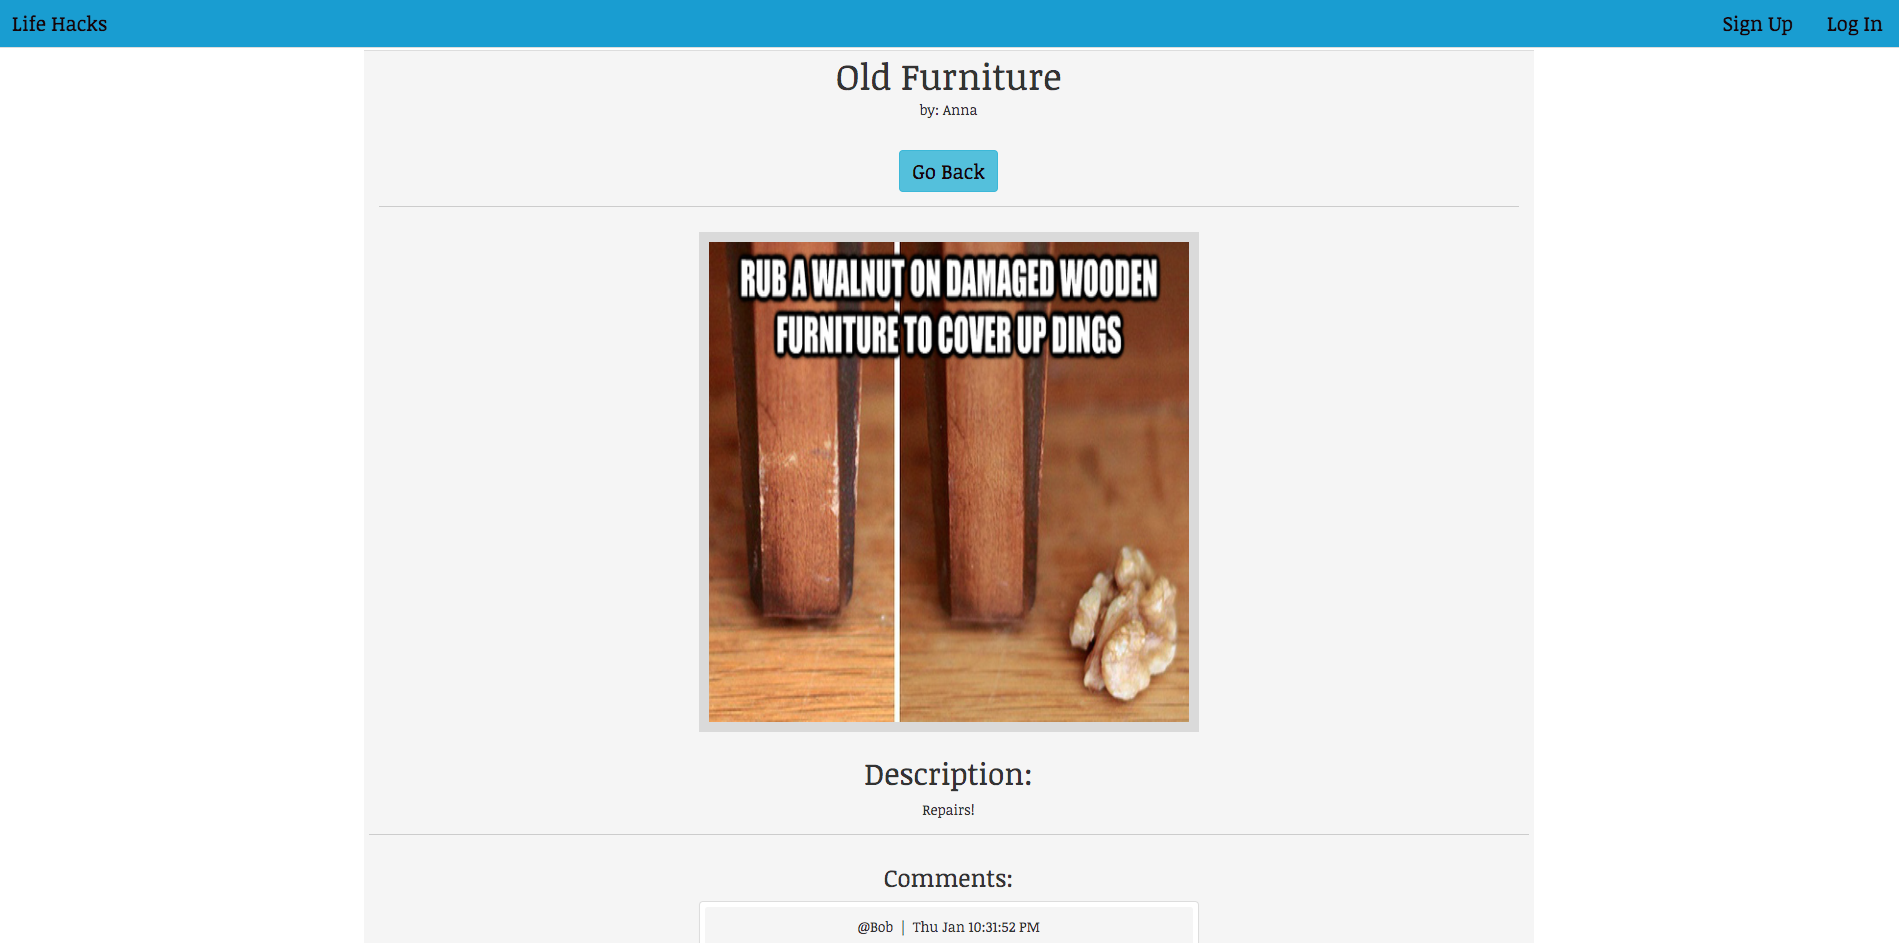 Life Hacks
Sign Up
Log In
Old Furniture
by: Anna
Go Back
RUB A WALNUT ON DAMAGED WOODEN
FURNITURE TO COVER UP DINGS
Description:
Repairs!
Comments:
@Bob | Thu Jan 10:31:52 PM